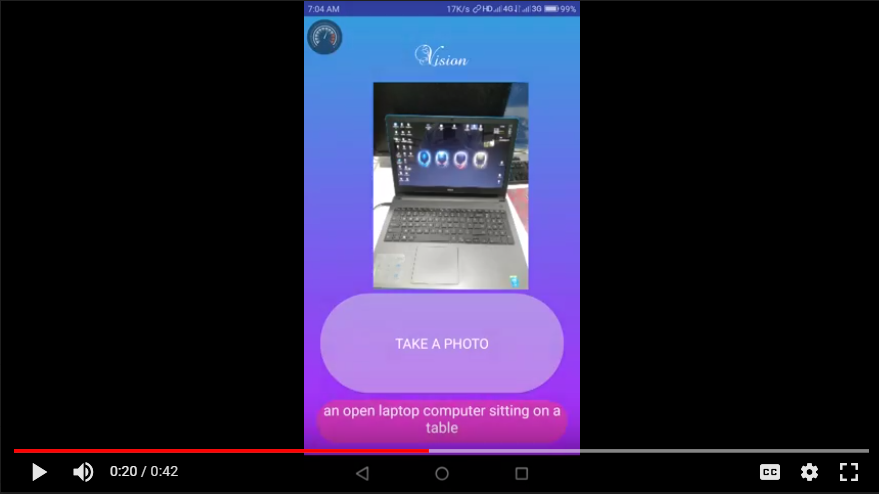 7:04 AM
17K/s HD 4G 3G 99%
Vision
TAKE A PHOTO
an open laptop computer sitting on a
table
0:20 / 0:42
CC